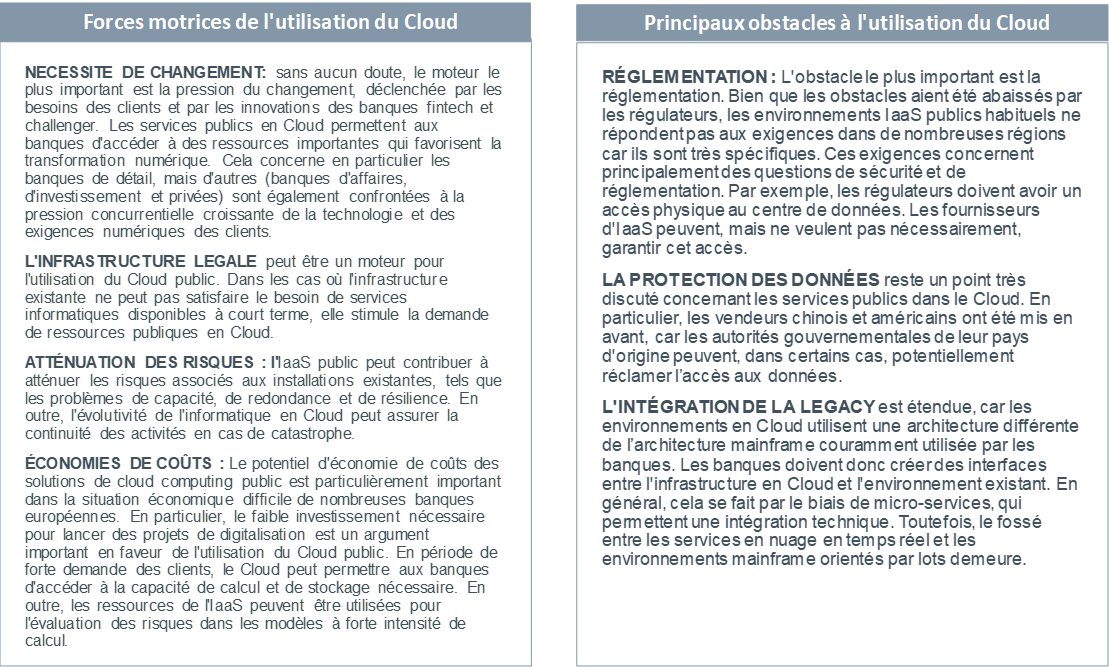 Forces motrices de l'utilisation du Cloud
NECESSITE DE CHANGEMENT: sans aucun doute, le moteur le
plus important est la pression du changement, déclenchée par les
besoins des clients et par les innovations des banques fintech et
challenger. Les services publics en Cloud permettent aux
banques d'accéder à des ressources importantes qui favorisent la
transformation numérique. Cela concerne en particulier les
banques de détail, mais d'autres (banques d'affaires,
d'investissement et privées) sont également confrontées à la
pression concurrentielle croissante de la technologie et des
exigences numériques des clients.
L'INFRASTRUCTURE LEGALE peut être un moteur pour
l'utilisation du Cloud public. Dans les cas où l'infrastructure
existante ne peut pas satisfaire le besoin de services
informatiques disponibles à court terme, elle stimule la demande
de ressources publiques en Cloud.
ATTÉNUATION DES RISQUES : l'IaaS public peut contribuer à
atténuer les risques associés aux installations existantes, tels que
les problèmes de capacité, de redondance et de résilience. En
outre, l'évolutivité de l'informatique en Cloud peut assurer la
continuité des activités en cas de catastrophe.
ÉCONOMIES DE COÛTS : Le potentiel d'économie de coûts des
solutions de cloud computing public est particulièrement important
dans la situation économique difficile de nombreuses banques
européennes. En particulier, le faible investissement nécessaire
pour lancer des projets de digitalisation est un argument
important en faveur de l'utilisation du Cloud public. En période de
forte demande des clients, le Cloud peut permettre aux banques
d'accéder à la capacité de calcul et de stockage nécessaire. En
outre, les ressources de l'IaaS peuvent être utilisées pour
l'évaluation des risques dans les modèles à forte intensité de
calcul.
Principaux obstacles à l'utilisation du Cloud
RÉGLEMENTATION : L'obstacle le plus important est la
réglementation. Bien que les obstacles aient été abaissés par
les régulateurs, les environnements IaaS publics habituels ne
répondent pas aux exigences dans de nombreuses régions
car ils sont très spécifiques. Ces exigences concernent
principalement des questions de sécurité et de
réglementation. Par exemple, les régulateurs doivent avoir un
accès physique au centre de données. Les fournisseurs
d'IaaS peuvent, mais ne veulent pas nécessairement,
garantir cet accès.
LA PROTECTION DES DONNÉES reste un point très
discuté concernant les services publics dans le Cloud. En
particulier, les vendeurs chinois et américains ont été mis en
avant, car les autorités gouvernementales de leur pays
d'origine peuvent, dans certains cas, potentiellement
réclamer l'accès aux données.
L'INTÉGRATION DE LA LEGACY est étendue, car les
environnements en Cloud utilisent une architecture différente
de l'architecture mainframe couramment utilisée par les
banques. Les banques doivent donc créer des interfaces
entre l'infrastructure en Cloud et l'environnement existant. En
général, cela se fait par le biais de micro-services, qui
permettent une intégration technique. Toutefois, le fossé
entre les services en nuage en temps réel et les
environnements mainframe orientés par lots demeure.